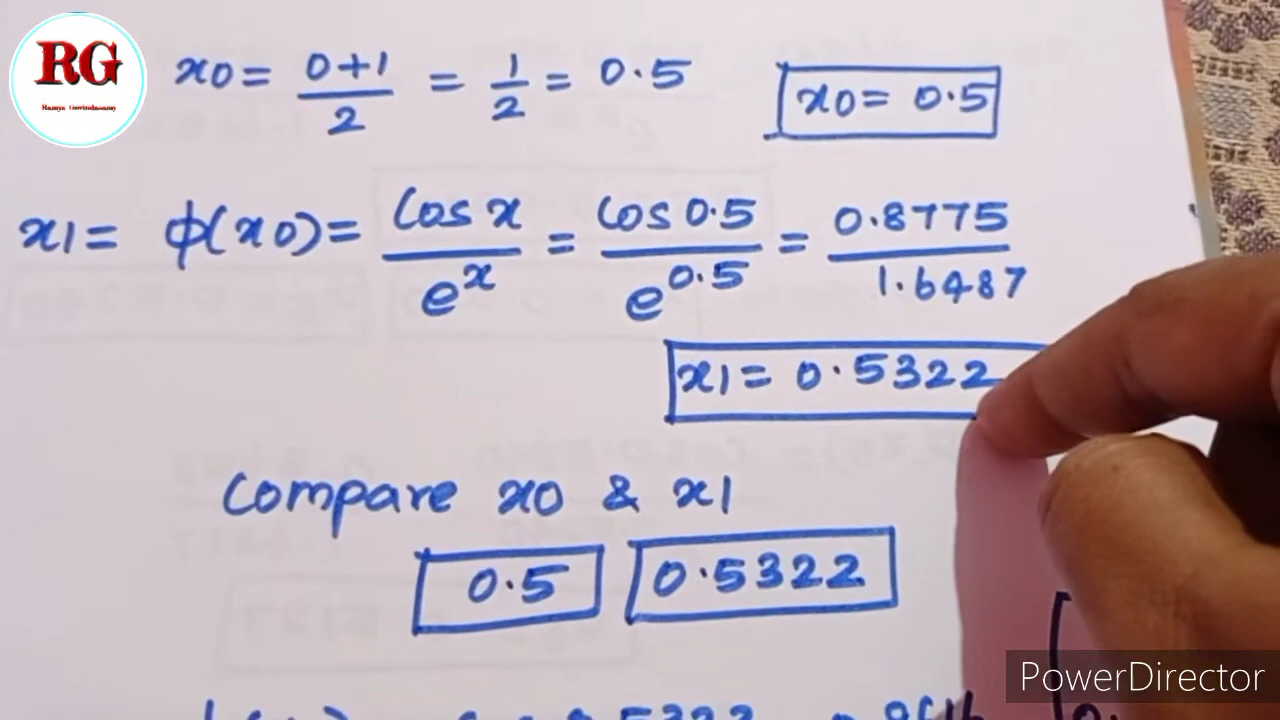 RG
x0 = 0+1/2 = 1/2 = 0.5
x0 = 0.5
x1 = ϕ(x0) = Cos x/e^x = cos 0.5/e^0.5 = 0.8775/1.6487
x1 = 0.5322
Compare x0 & x1
0.5 0.5322
PowerDirector